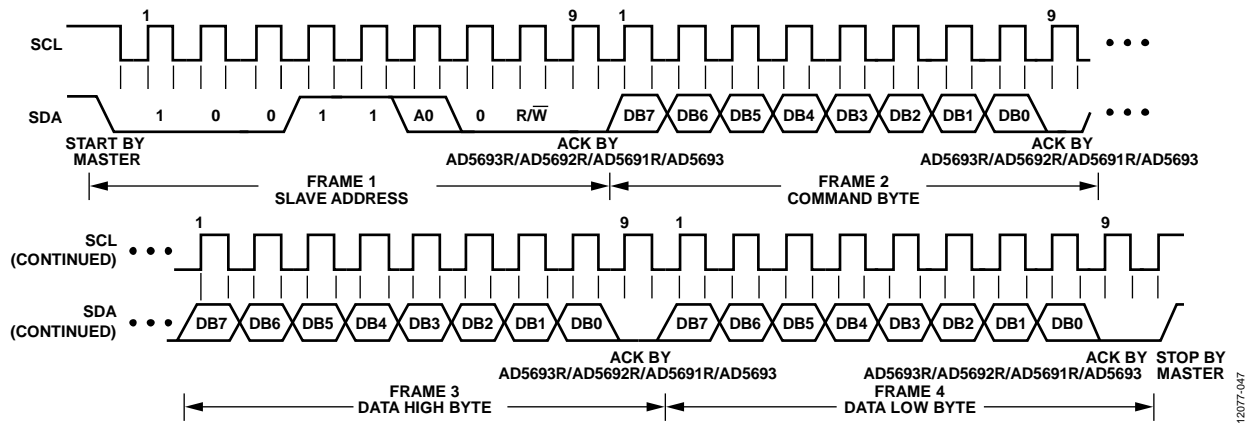 1 9 1 9
SCL
SDA 1 0 0 1 1 A0 0 R/W̅ DB7 DB6 DB5 DB4 DB3 DB2 DB1 DB0
START BY
MASTER
ACK BY
AD5693R/AD5692R/AD5691R/AD5693
ACK BY
AD5693R/AD5692R/AD5691R/AD5693
FRAME 1
SLAVE ADDRESS
FRAME 2
COMMAND BYTE
1 9 1 9
SCL
(CONTINUED)
SDA
(CONTINUED)
DB7 DB6 DB5 DB4 DB3 DB2 DB1 DB0 DB7 DB6 DB5 DB4 DB3 DB2 DB1 DB0
ACK BY
AD5693R/AD5692R/AD5691R/AD5693
ACK BY
AD5693R/AD5692R/AD5691R/AD5693
STOP BY
MASTER
FRAME 3
DATA HIGH BYTE
FRAME 4
DATA LOW BYTE
12077-047